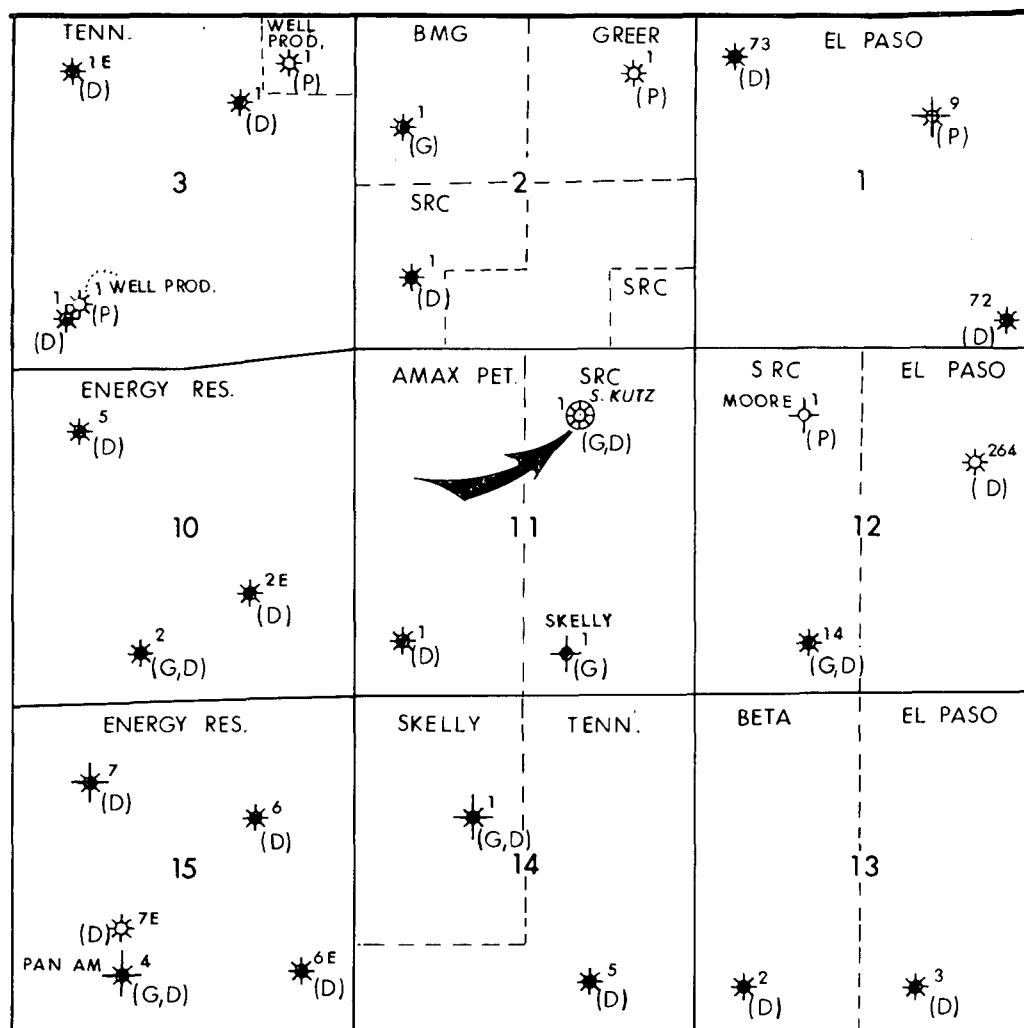 TENN.
1E
(D)
1
(D)
WELL
PROD.
1
(P)
3
1 WELL PROD.
(P)
1
(D)
BMG
GREER
1
(P)
1
(G)
2
SRC
1
(D)
SRC
EL PASO
73
(D)
9
(P)
1
72
(D)
ENERGY RES.
5
(D)
10
2E
(D)
2
(G,D)
AMAX PET.
SRC
1 S. KUTZ
(G,D)
11
1
(D)
SKELLY
1
(G)
SRC
EL PASO
MOORE 1
(P)
264
(D)
12
14
(G,D)
ENERGY RES.
7
(D)
6
(D)
15
7E
(D)
PAN AM 4
(G,D)
6E
(D)
SKELLY
TENN.
1
(G,D)
14
5
(D)
BETA
EL PASO
13
2
(D)
3
(D)